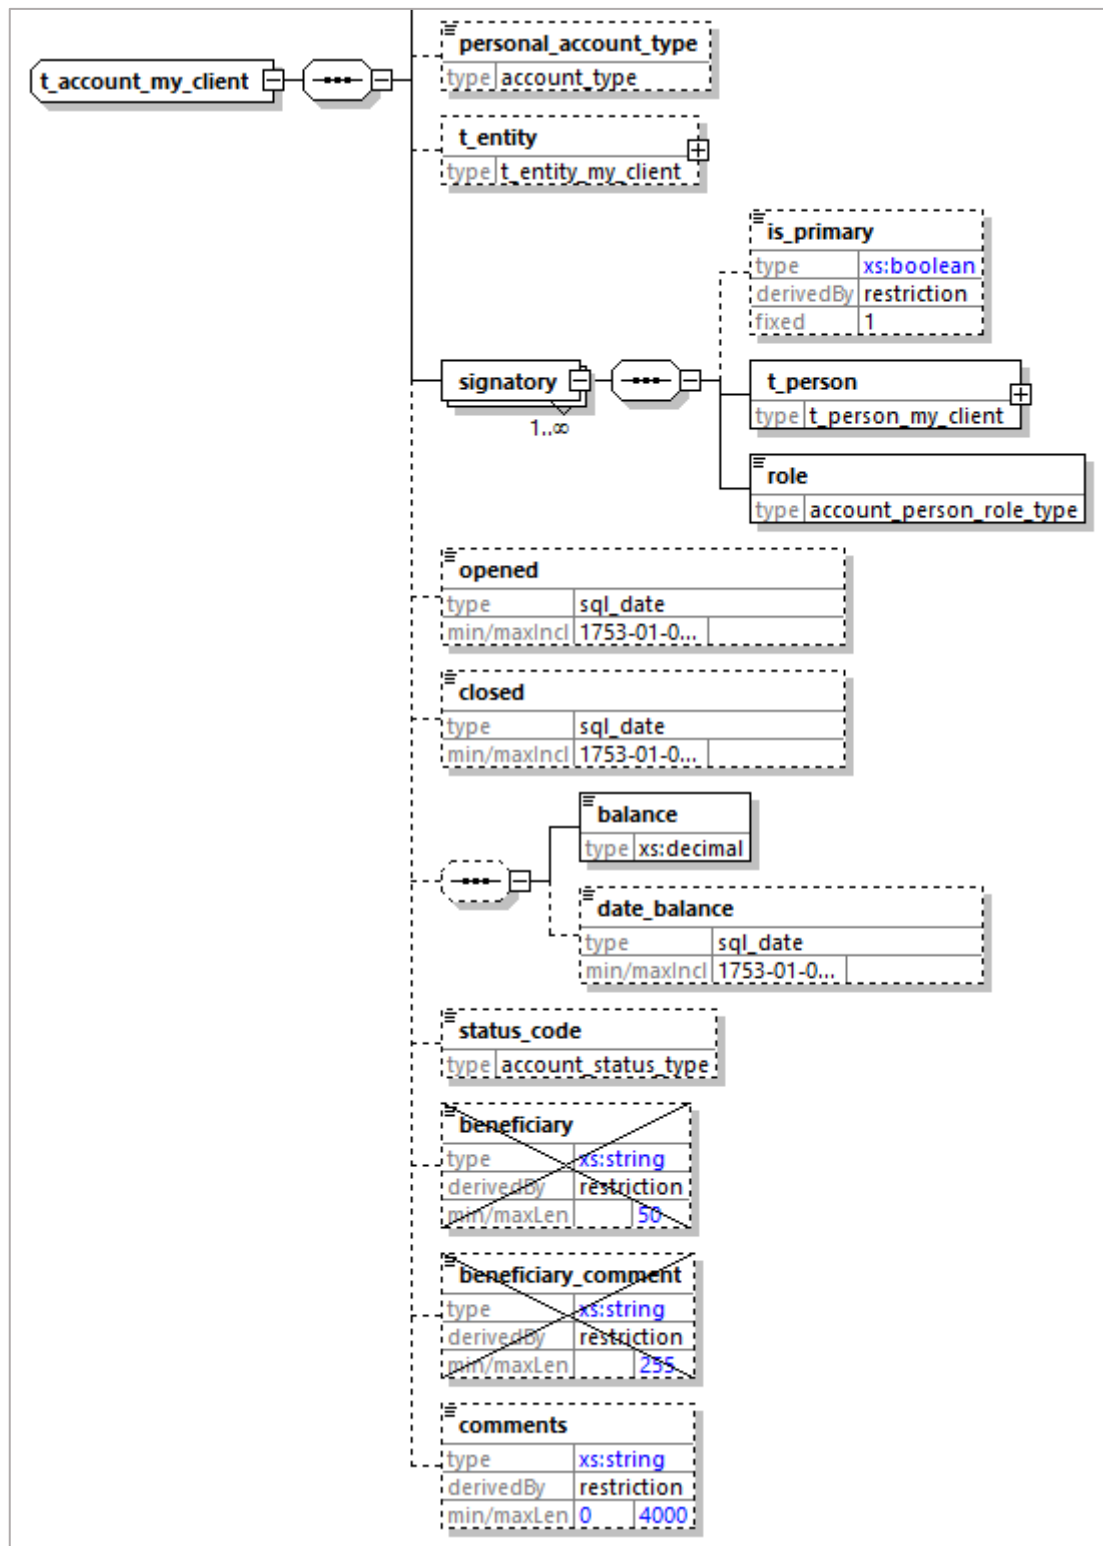 t_account_my_client
personal_account_type
type account_type
t_entity
type t_entity_my_client
is_primary
type xs:boolean
derivedBy restriction
fixed 1
signatory
1..∞
t_person
type t_person_my_client
role
type account_person_role_type
opened
type sql_date
min/maxIncl 1753-01-0...
closed
type sql_date
min/maxIncl 1753-01-0...
balance
type xs:decimal
date_balance
type sql_date
min/maxIncl 1753-01-0...
status_code
type account_status_type
beneficiary
type xs:string
derivedBy restriction
min/maxLen 50
beneficiary_comment
type xs:string
derivedBy restriction
min/maxLen 255
comments
type xs:string
derivedBy restriction
min/maxLen 0 4000